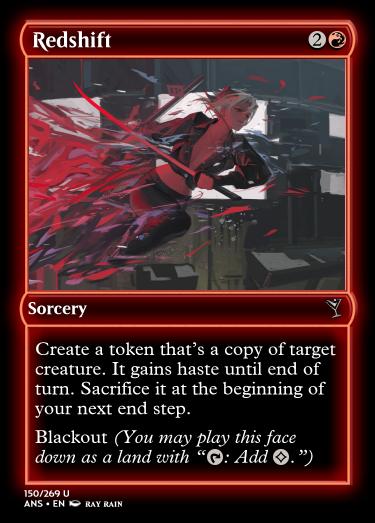 Redshift 2
Sorcery
Create a token that's a copy of target
creature. It gains haste until end of
turn. Sacrifice it at the beginning of
your next end step.
Blackout (You may play this face
down as a land with “: Add .”)
150/269 U
ANS • EN RAY RAIN